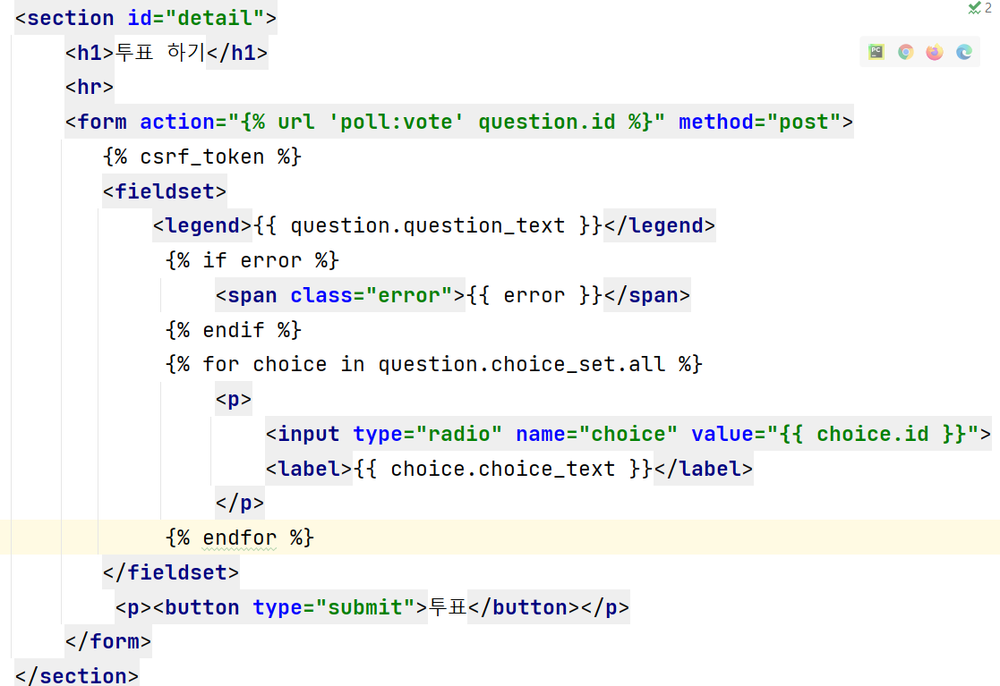 <section id="detail">
<h1>투표 하기</h1>
<hr>
<form action="{% url 'poll:vote' question.id %}" method="post">
{% csrf_token %}
<fieldset>
<legend>{{ question.question_text }}</legend>
{% if error %}
<span class="error">{{ error }}</span>
{% endif %}
{% for choice in question.choice_set.all %}
<p>
<input type="radio" name="choice" value="{{ choice.id }}">
<label>{{ choice.choice_text }}</label>
</p>
{% endfor %}
</fieldset>
<p><button type="submit">투표</button></p>
</form>
</section>
2
PC